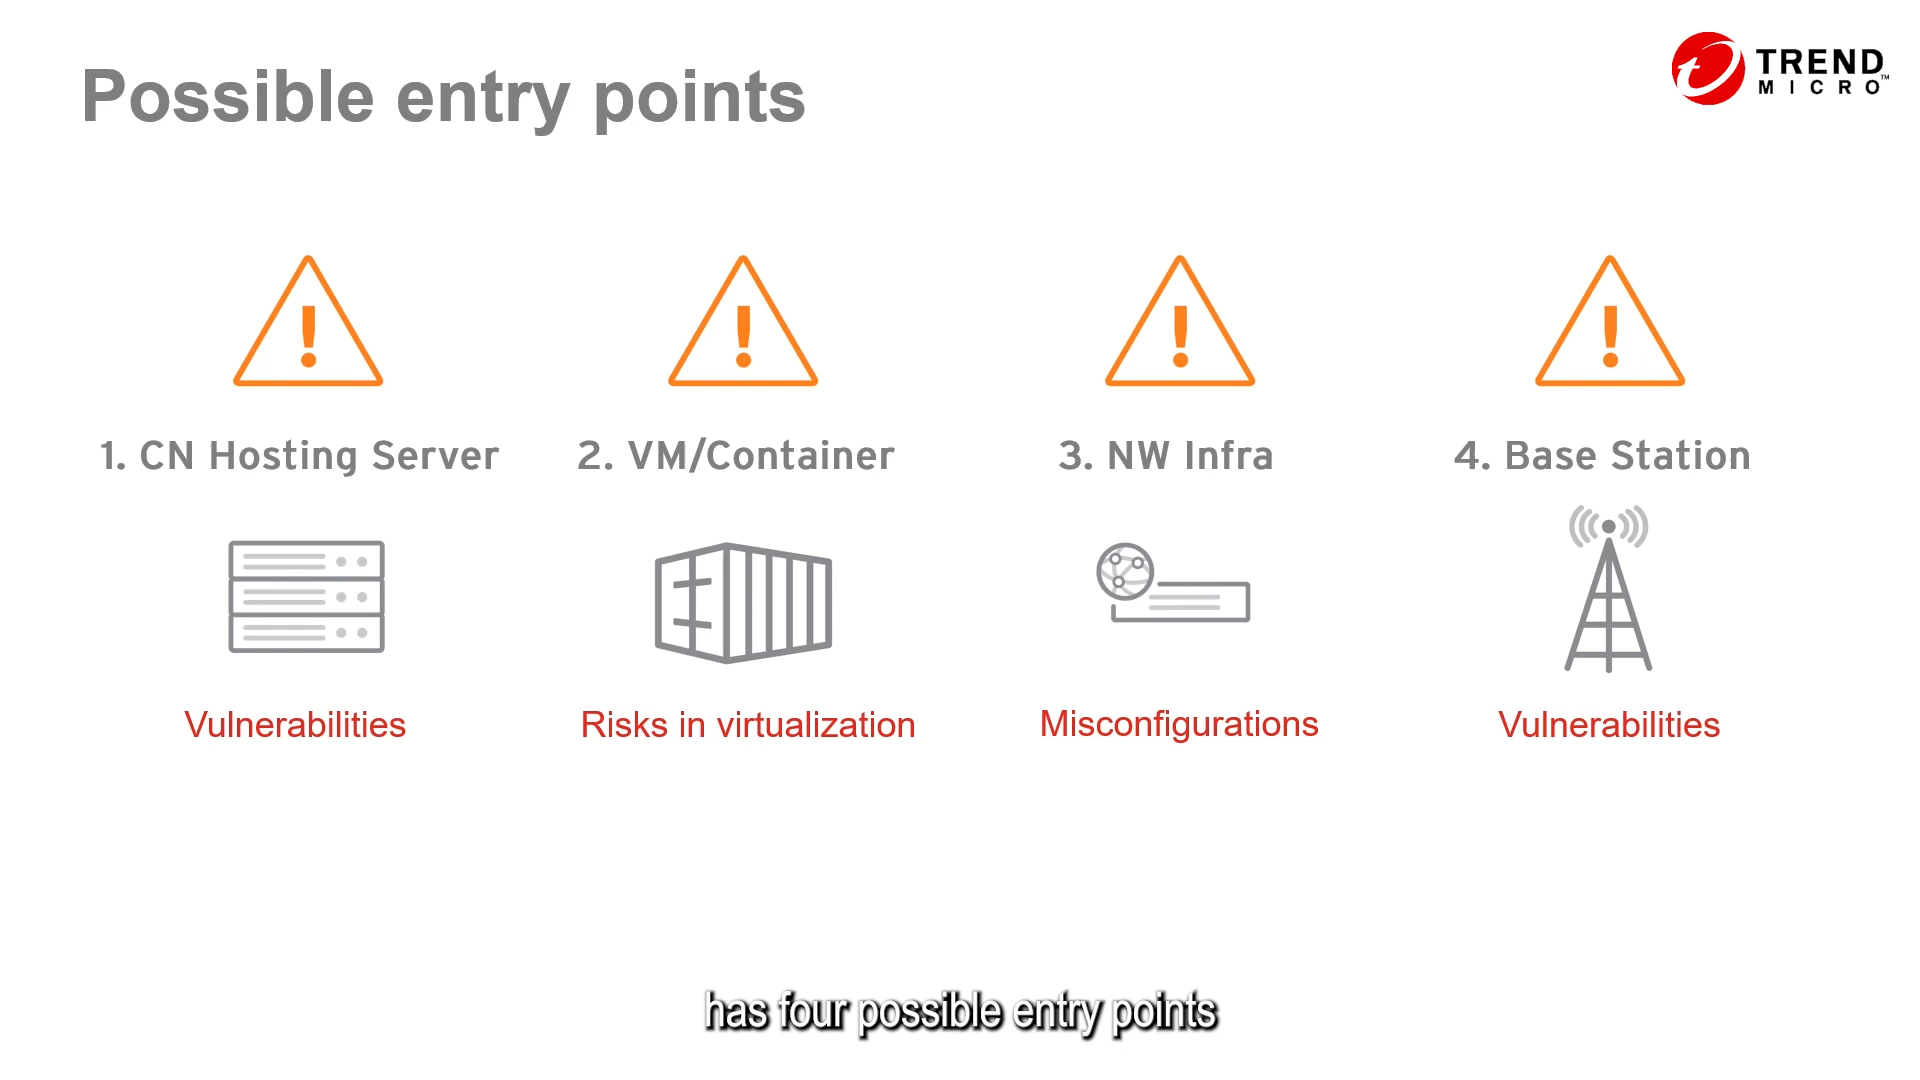 Possible entry points
TREND
MICRO™
1. CN Hosting Server
2. VM/Container
3. NW Infra
4. Base Station
Vulnerabilities
Risks in virtualization
Misconfigurations
Vulnerabilities
has four possible entry points